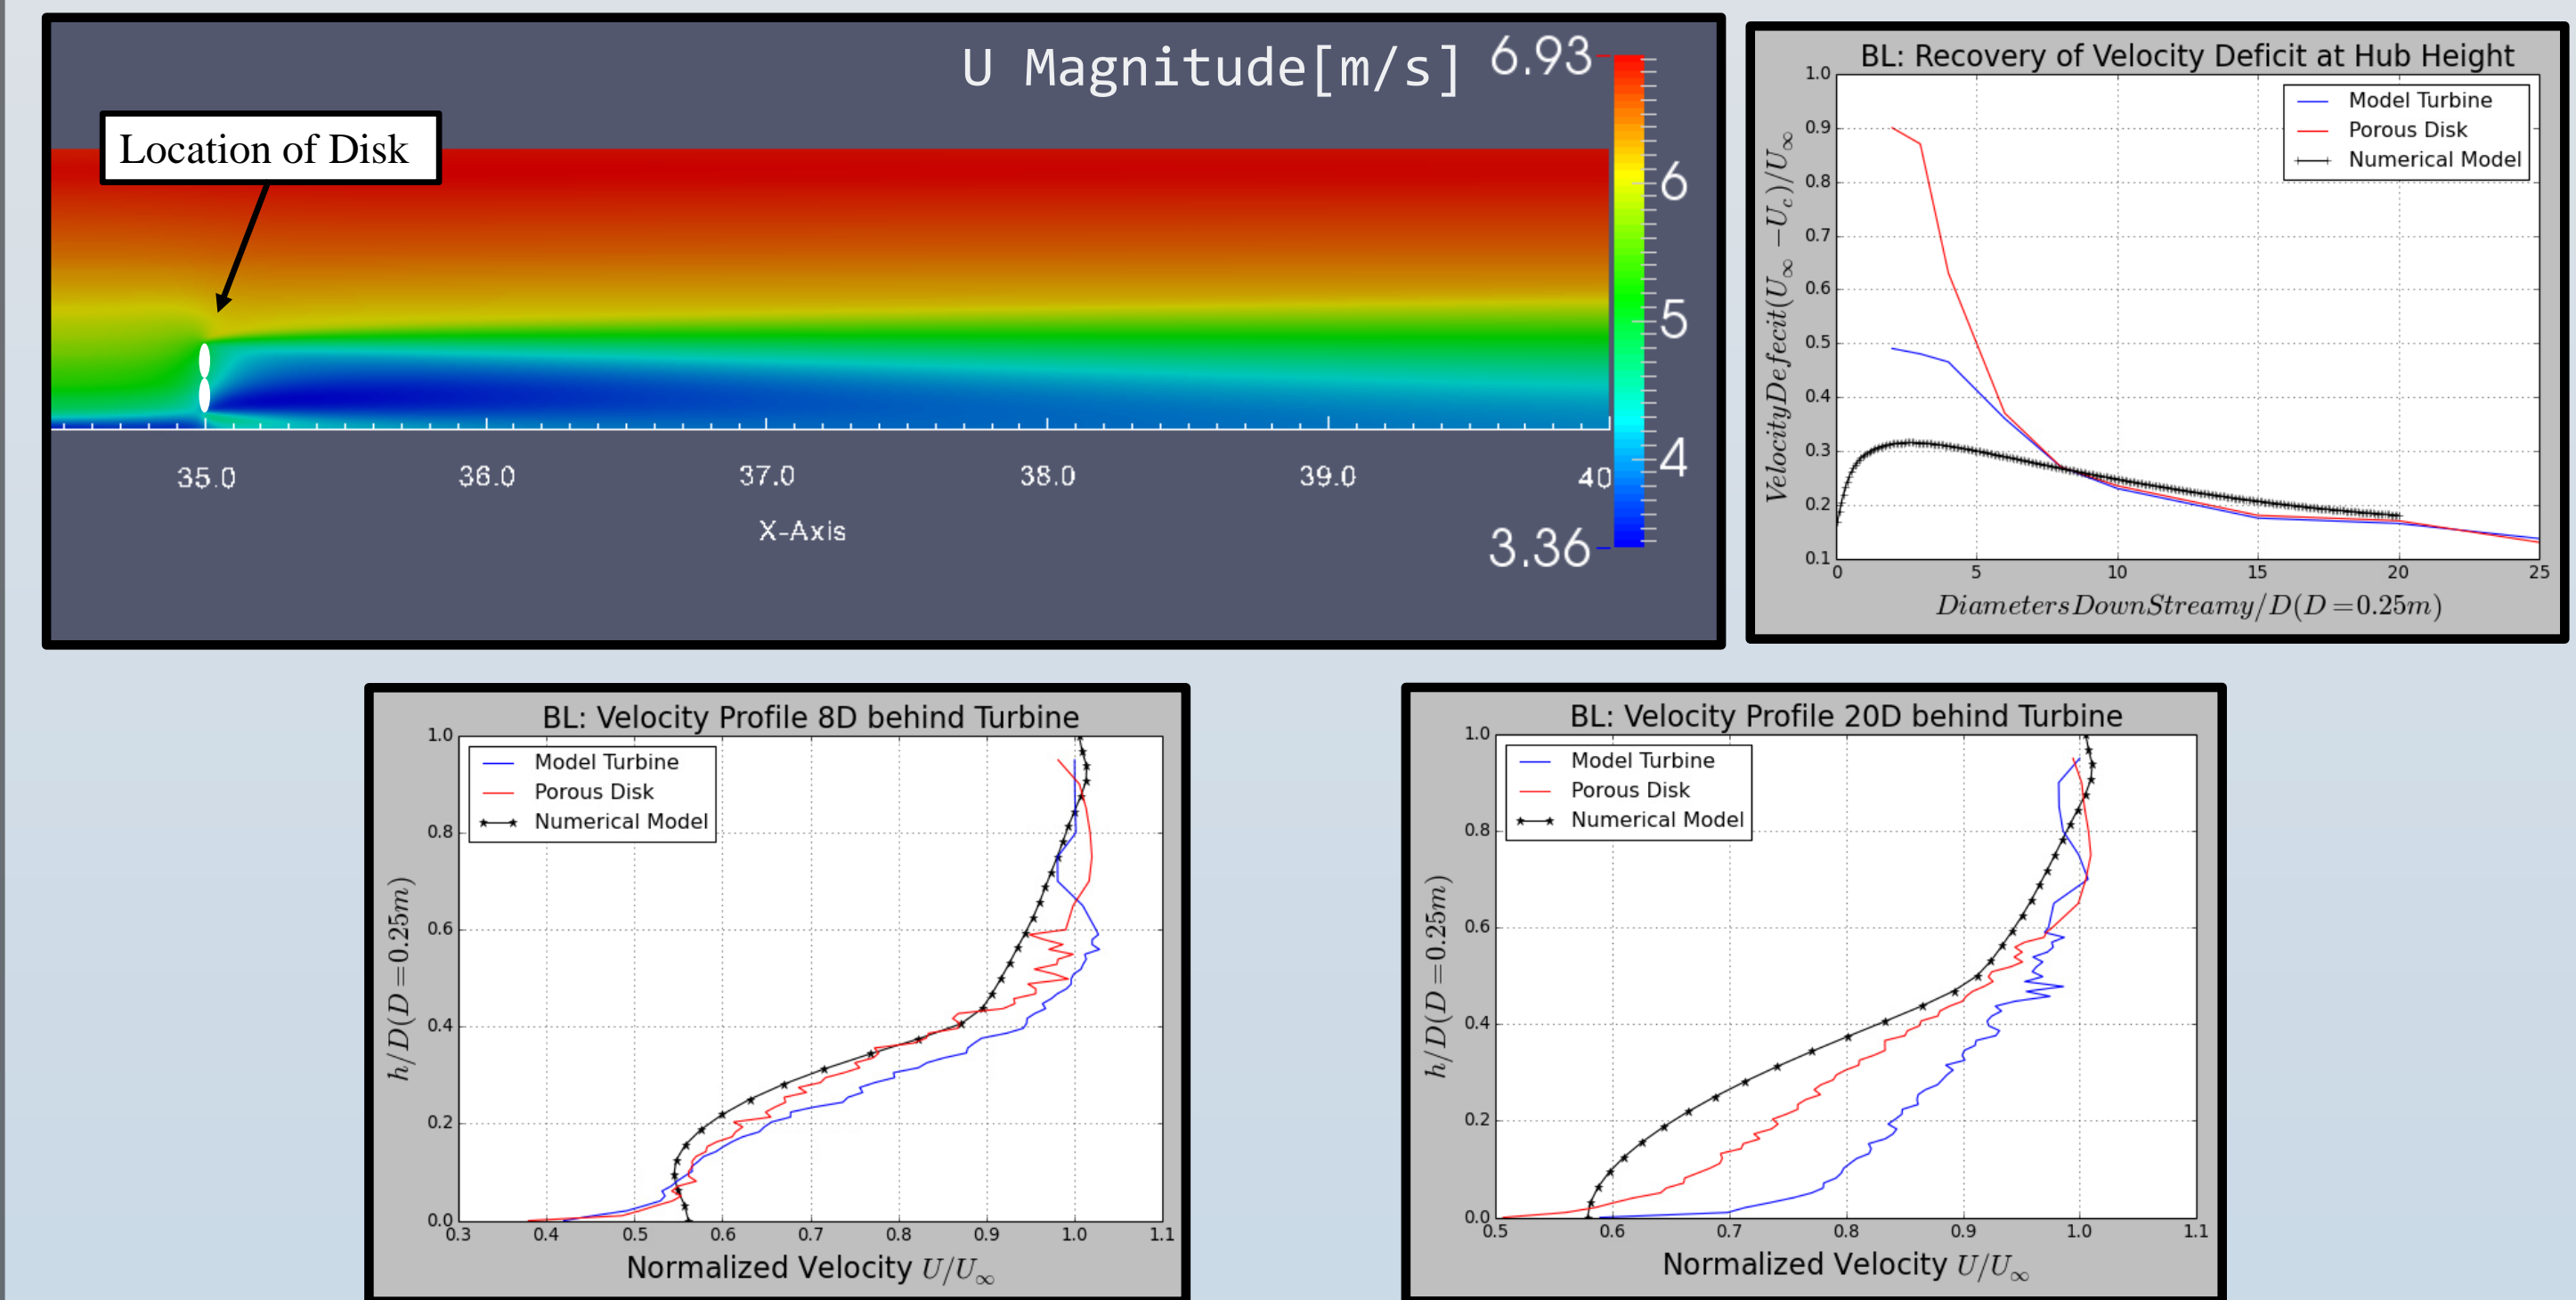 U Magnitude[m/s]
6.93
6
5
4
3.36
Location of Disk
35.0 36.0 37.0 38.0 39.0 40
X-Axis
BL: Recovery of Velocity Deficit at Hub Height
Model Turbine
Porous Disk
Numerical Model
VelocityDefecit(U∞ −Uc)/U∞
1.0
0.9
0.8
0.7
0.6
0.5
0.4
0.3
0.2
0.1
0 5 10 15 20 25
DiametersDownStreamy/D(D=0.25m)
BL: Velocity Profile 8D behind Turbine
Model Turbine
Porous Disk
Numerical Model
h/D(D=0.25m)
1.0
0.8
0.6
0.4
0.2
0.0
0.3 0.4 0.5 0.6 0.7 0.8 0.9 1.0 1.1
Normalized Velocity U/U∞
BL: Velocity Profile 20D behind Turbine
Model Turbine
Porous Disk
Numerical Model
h/D(D=0.25m)
1.0
0.8
0.6
0.4
0.2
0.0
0.5 0.6 0.7 0.8 0.9 1.0 1.1
Normalized Velocity U/U∞